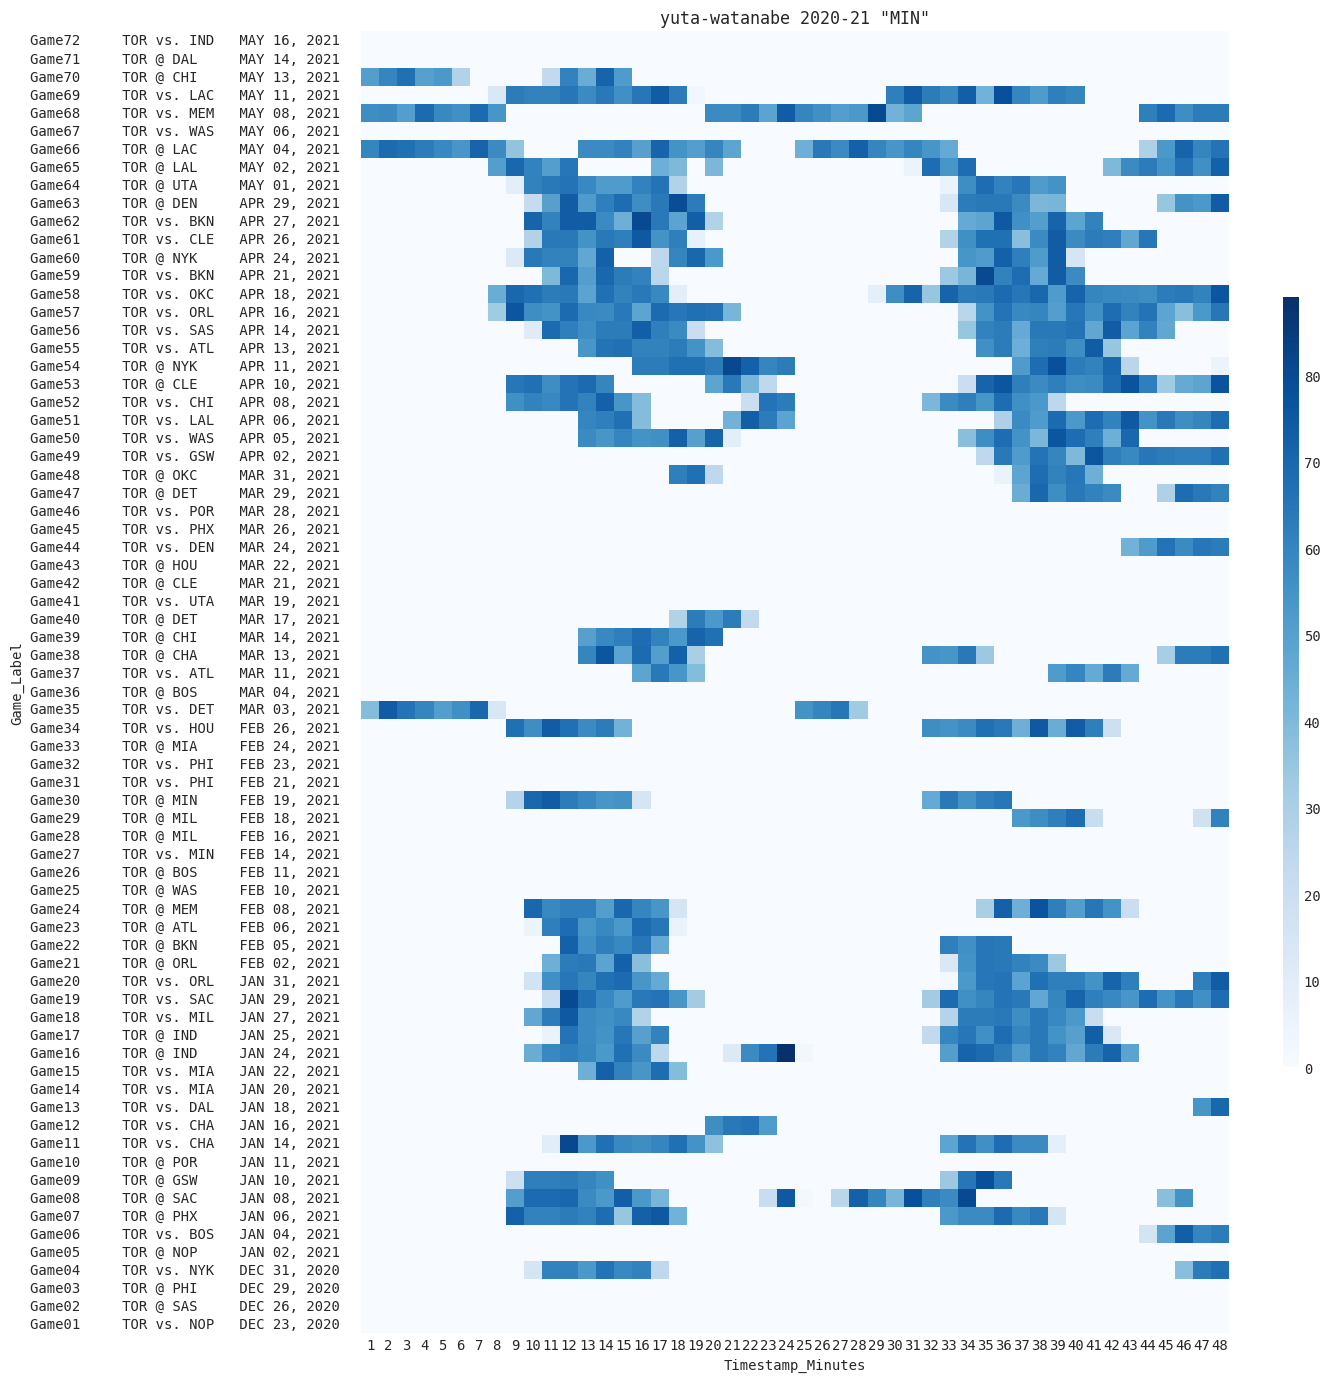 yuta-watanabe 2020-21 "MIN"
Game72 TOR vs. IND MAY 16, 2021
Game71 TOR @ DAL MAY 14, 2021
Game70 TOR @ CHI MAY 13, 2021
Game69 TOR vs. LAC MAY 11, 2021
Game68 TOR vs. MEM MAY 08, 2021
Game67 TOR vs. WAS MAY 06, 2021
Game66 TOR @ LAC MAY 04, 2021
Game65 TOR @ LAL MAY 02, 2021
Game64 TOR @ UTA MAY 01, 2021
Game63 TOR @ DEN APR 29, 2021
Game62 TOR vs. BKN APR 27, 2021
Game61 TOR vs. CLE APR 26, 2021
Game60 TOR @ NYK APR 24, 2021
Game59 TOR vs. BKN APR 21, 2021
Game58 TOR vs. OKC APR 18, 2021
Game57 TOR vs. ORL APR 16, 2021
Game56 TOR vs. SAS APR 14, 2021
Game55 TOR vs. ATL APR 13, 2021
Game54 TOR @ NYK APR 11, 2021
Game53 TOR @ CLE APR 10, 2021
Game52 TOR vs. CHI APR 08, 2021
Game51 TOR vs. LAL APR 06, 2021
Game50 TOR vs. WAS APR 05, 2021
Game49 TOR vs. GSW APR 02, 2021
Game48 TOR @ OKC MAR 31, 2021
Game47 TOR @ DET MAR 29, 2021
Game46 TOR vs. POR MAR 28, 2021
Game45 TOR vs. PHX MAR 26, 2021
Game44 TOR vs. DEN MAR 24, 2021
Game43 TOR @ HOU MAR 22, 2021
Game42 TOR @ CLE MAR 21, 2021
Game41 TOR vs. UTA MAR 19, 2021
Game40 TOR @ DET MAR 17, 2021
Game39 TOR @ CHI MAR 14, 2021
Game38 TOR @ CHA MAR 13, 2021
Game37 TOR vs. ATL MAR 11, 2021
Game36 TOR @ BOS MAR 04, 2021
Game35 TOR vs. DET MAR 03, 2021
Game34 TOR vs. HOU FEB 26, 2021
Game33 TOR @ MIA FEB 24, 2021
Game32 TOR vs. PHI FEB 23, 2021
Game31 TOR vs. PHI FEB 21, 2021
Game30 TOR @ MIN FEB 19, 2021
Game29 TOR @ MIL FEB 18, 2021
Game28 TOR @ MIL FEB 16, 2021
Game27 TOR vs. MIN FEB 14, 2021
Game26 TOR @ BOS FEB 11, 2021
Game25 TOR @ WAS FEB 10, 2021
Game24 TOR @ MEM FEB 08, 2021
Game23 TOR @ ATL FEB 06, 2021
Game22 TOR @ BKN FEB 05, 2021
Game21 TOR @ ORL FEB 02, 2021
Game20 TOR vs. ORL JAN 31, 2021
Game19 TOR vs. SAC JAN 29, 2021
Game18 TOR vs. MIL JAN 27, 2021
Game17 TOR @ IND JAN 25, 2021
Game16 TOR @ IND JAN 24, 2021
Game15 TOR vs. MIA JAN 22, 2021
Game14 TOR vs. MIA JAN 20, 2021
Game13 TOR vs. DAL JAN 18, 2021
Game12 TOR vs. CHA JAN 16, 2021
Game11 TOR vs. CHA JAN 14, 2021
Game10 TOR @ POR JAN 11, 2021
Game09 TOR @ GSW JAN 10, 2021
Game08 TOR @ SAC JAN 08, 2021
Game07 TOR @ PHX JAN 06, 2021
Game06 TOR vs. BOS JAN 04, 2021
Game05 TOR @ NOP JAN 02, 2021
Game04 TOR vs. NYK DEC 31, 2020
Game03 TOR @ PHI DEC 29, 2020
Game02 TOR @ SAS DEC 26, 2020
Game01 TOR vs. NOP DEC 23, 2020
Game_Label
1 2 3 4 5 6 7 8 9 10 11 12 13 14 15 16 17 18 19 20 21 22 23 24 25 26 27 28 29 30 31 32 33 34 35 36 37 38 39 40 41 42 43 44 45 46 47 48
Timestamp_Minutes
80
70
60
50
40
30
20
10
0